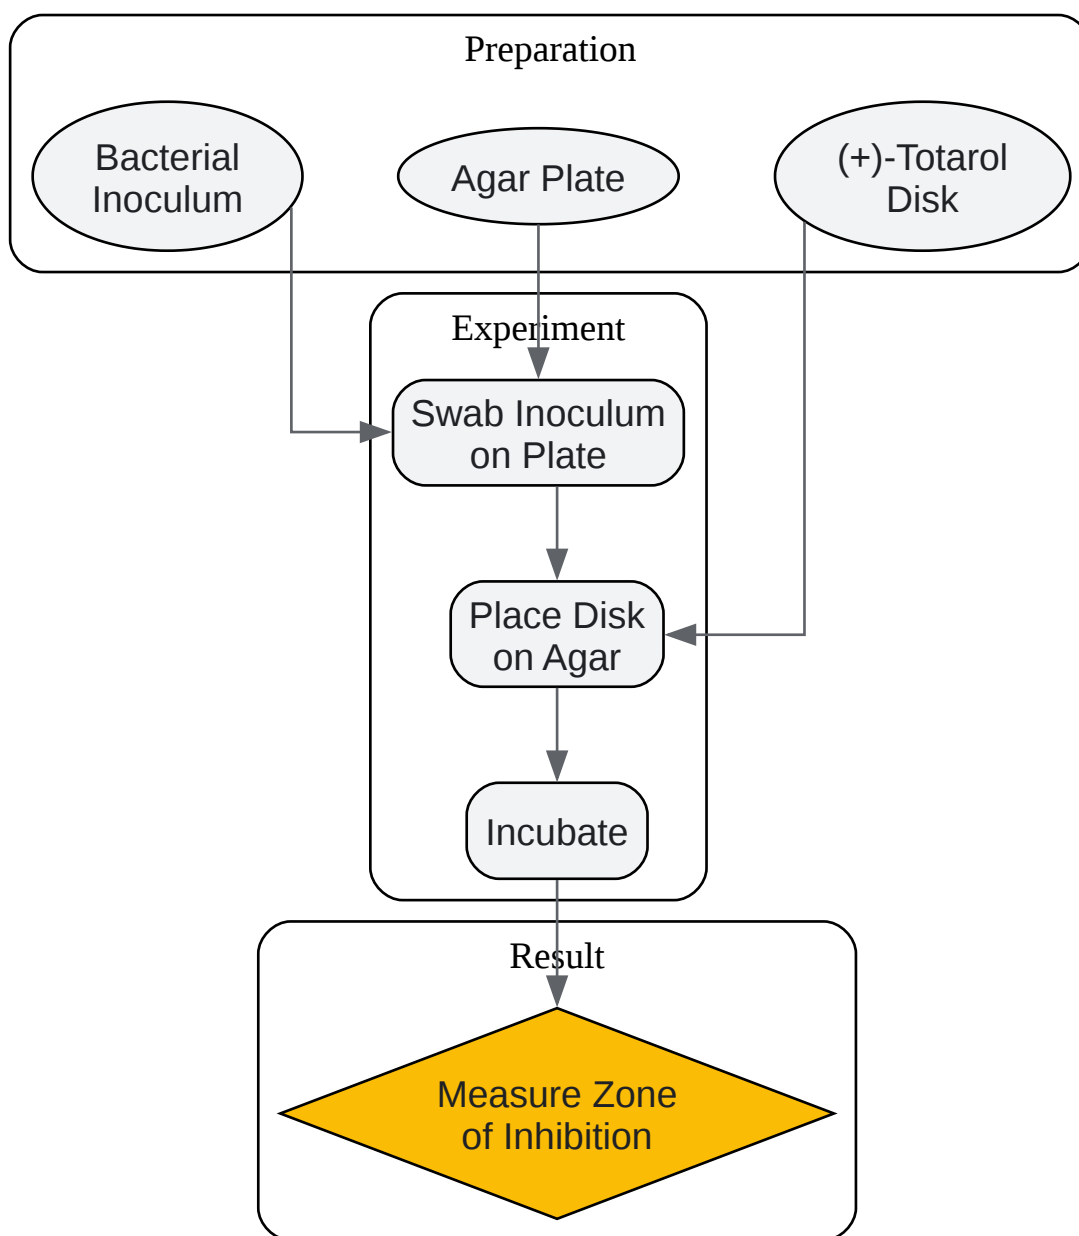 Preparation
Bacterial
Inoculum
Agar Plate
(+)-Totarol
Disk
Experiment
Swab Inoculum
on Plate
Place Disk
on Agar
Incubate
Result
Measure Zone
of Inhibition